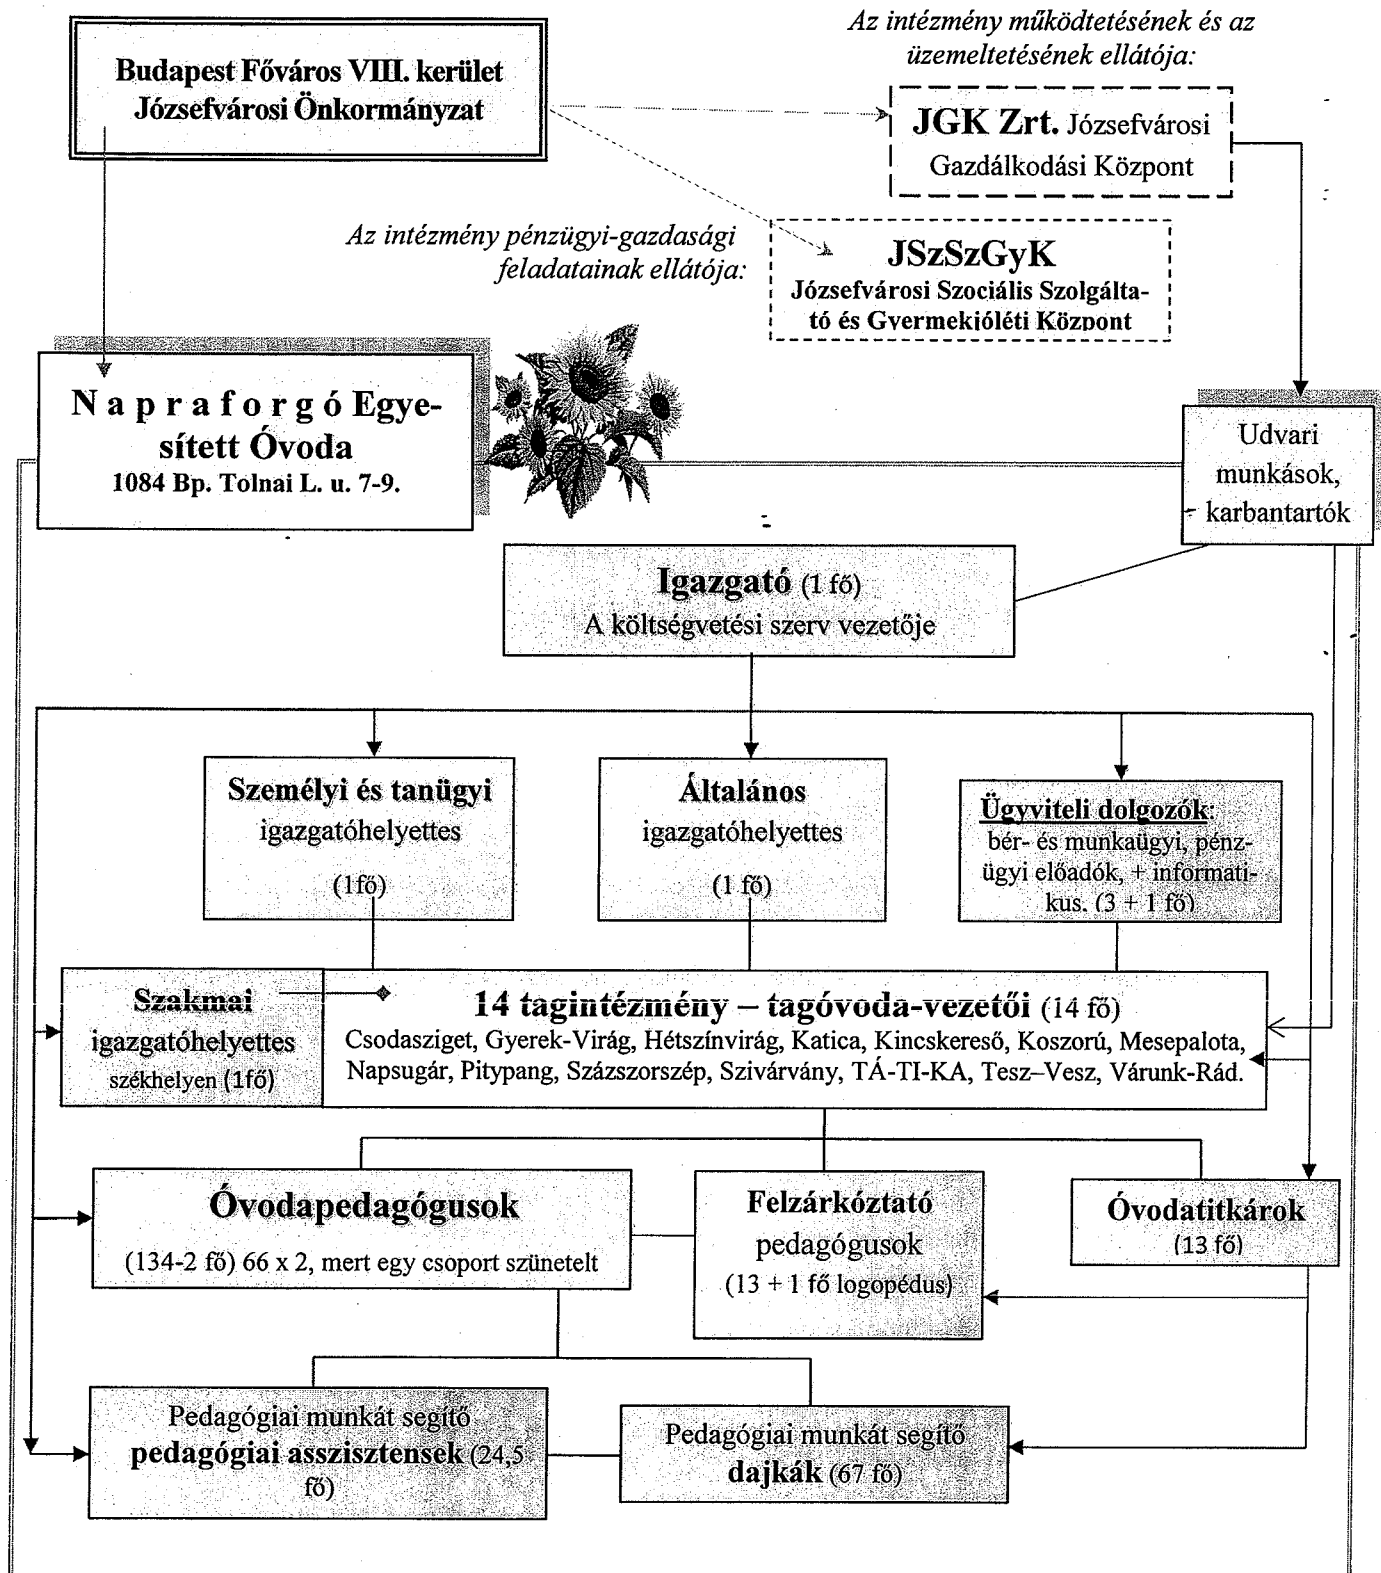 Az intézmény működtetésének és az
üzemeltetésének ellátója:
Budapest Főváros VIII. kerület
Józsefvárosi Önkormányzat
JGK Zrt. Józsefvárosi
Gazdálkodási Központ
Az intézmény pénzügyi-gazdasági
feladatainak ellátója:
JSzSzGyK
Józsefvárosi Szociális Szolgálta-
tó és Gyermekjóléti Központ
N a p r a f o r g ó Egye-
sített Óvoda
1084 Bp. Tolnai L. u. 7-9.
Udvari
munkások,
karbantartók
Igazgató (1 fő)
A költségvetési szerv vezetője
Személyi és tanügyi
igazgatóhelyettes
(1fő)
Általános
igazgatóhelyettes
(1 fő)
Ügyviteli dolgozók:
bér- és munkaügyi, pénz-
ügyi előadók, + informati-
kus. (3 + 1 fő)
Szakmai
igazgatóhelyettes
székhelyen (1fő)
14 tagintézmény – tagóvoda-vezetői (14 fő)
Csodasziget, Gyerek-Virág, Hétszínvirág, Katica, Kincskereső, Koszorú, Mesepalota,
Napsugár, Pitypang, Százszorszép, Szivárvány, TÁ-TI-KA, Tesz–Vesz, Várunk-Rád.
Óvodapedagógusok
(134-2 fő) 66 x 2, mert egy csoport szünetelt
Felzárkóztató
pedagógusok
(13 + 1 fő logopédus)
Óvodatitkárok
(13 fő)
Pedagógiai munkát segítő
pedagógiai asszisztensek (24,5
fő)
Pedagógiai munkát segítő
dajkák (67 fő)